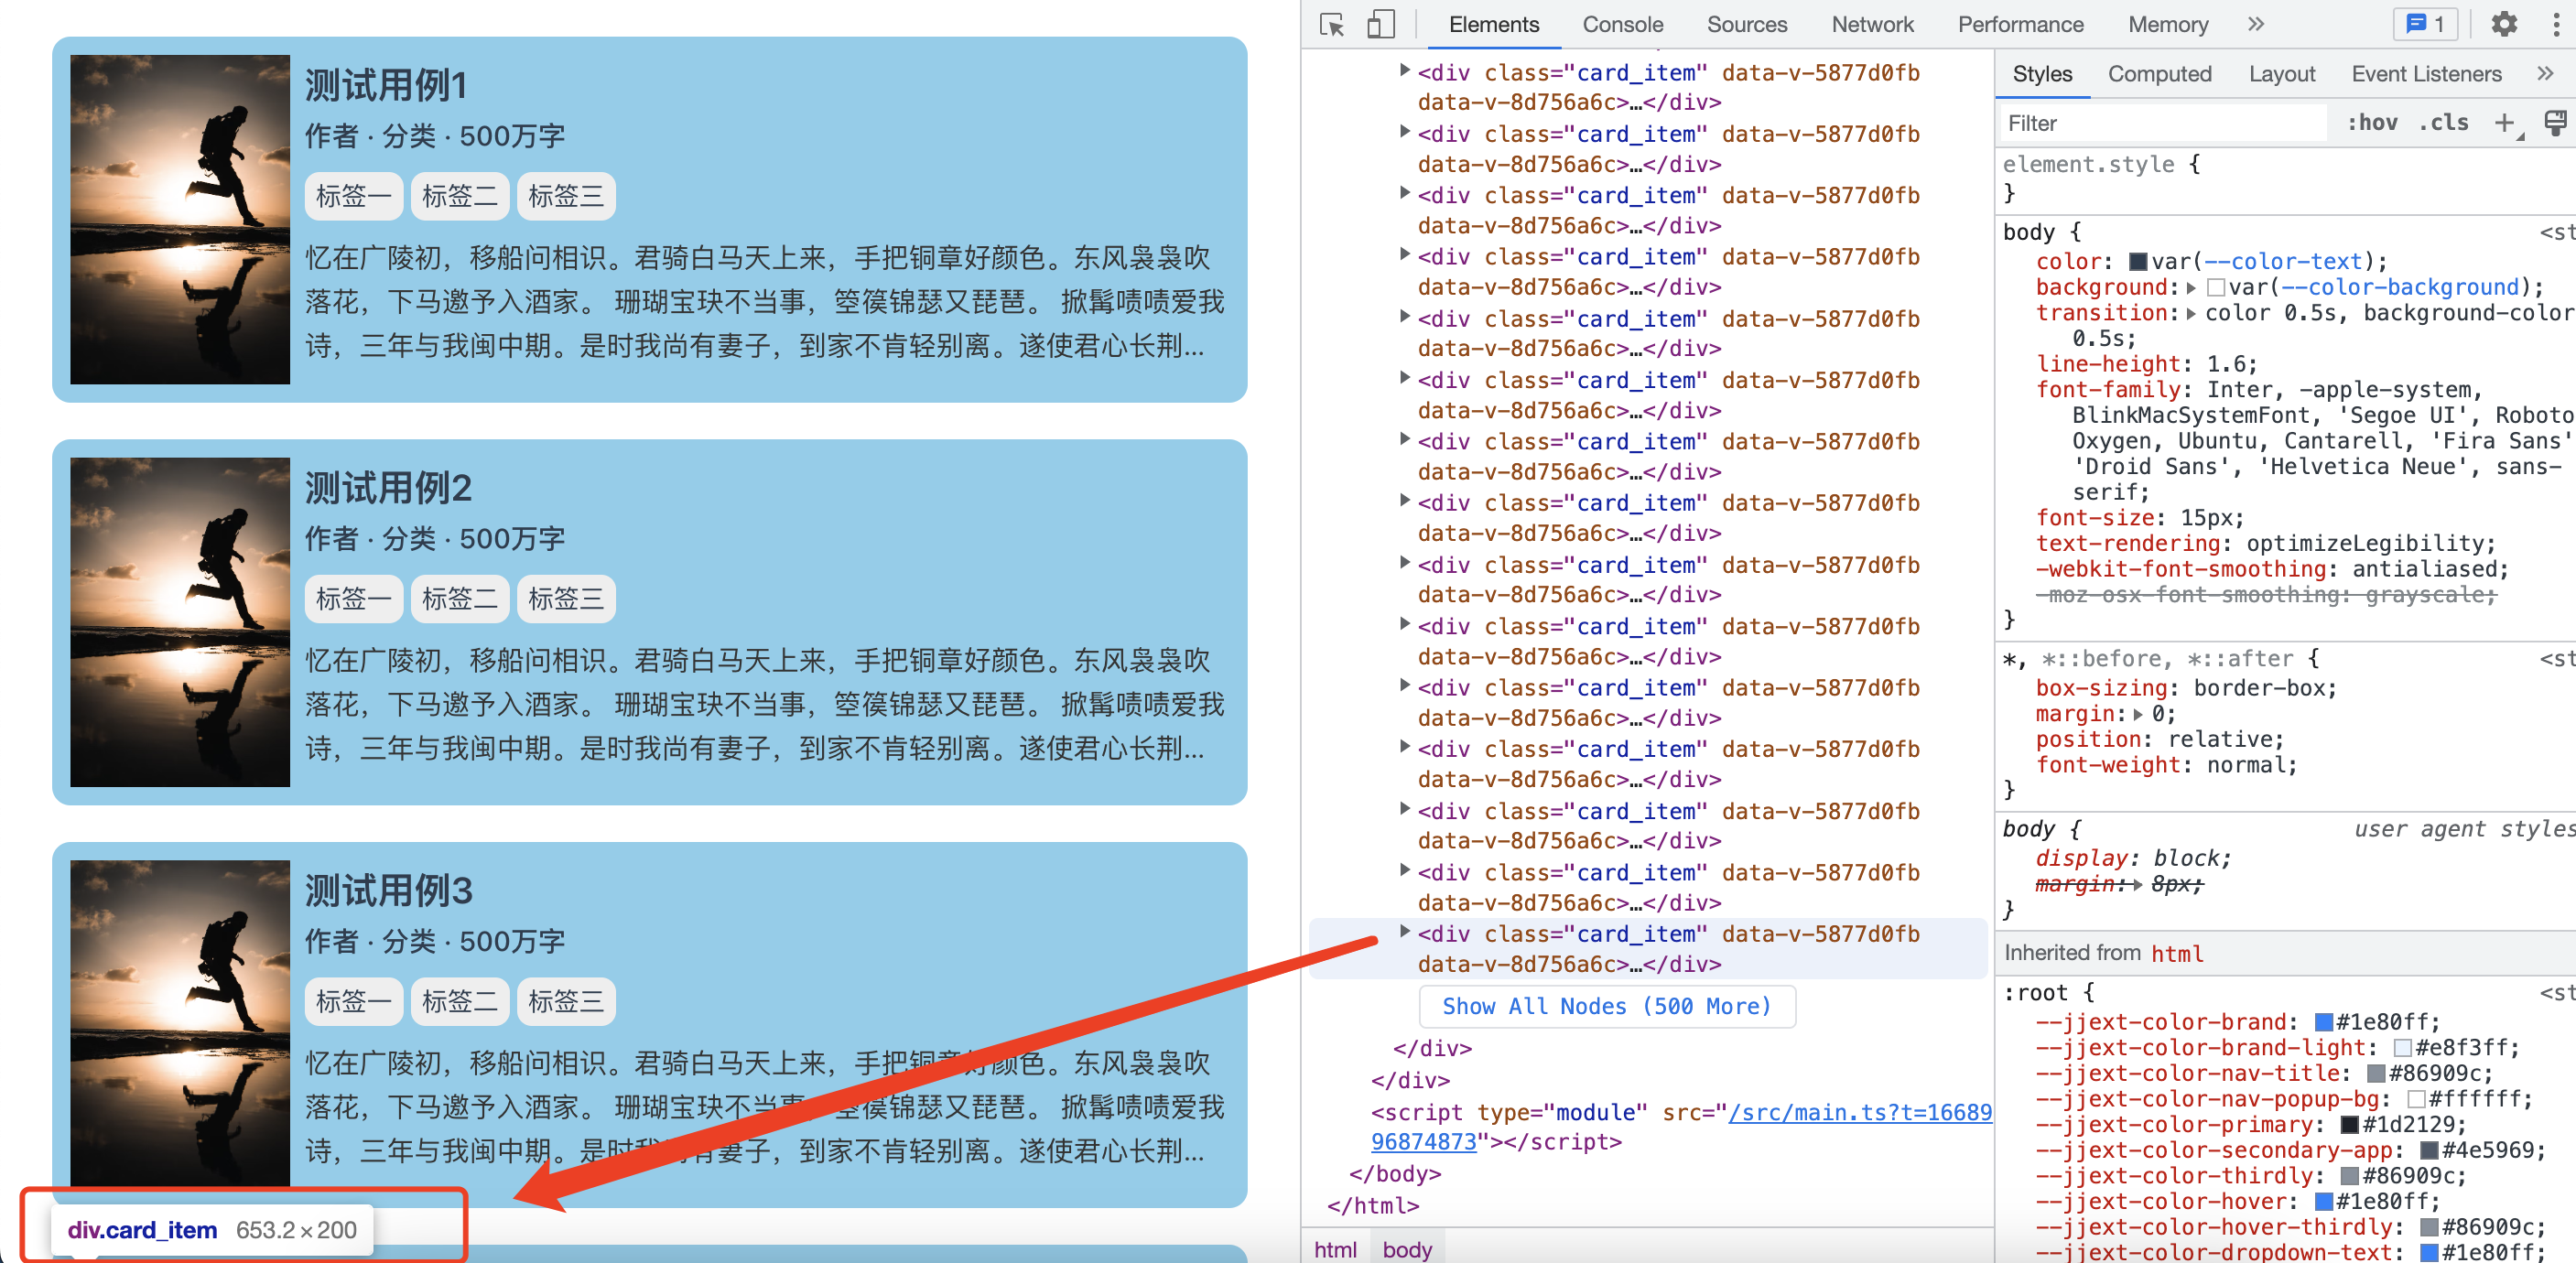 测试用例1
作者 · 分类 · 500万字
标签一 标签二 标签三
忆在广陵初，移船问相识。君骑白马天上来，手把铜章好颜色。东风袅袅吹
落花，下马邀予入酒家。 珊瑚宝玦不当事，箜篌锦瑟又琵琶。 掀髯啧啧爱我
诗，三年与我闽中期。是时我尚有妻子，到家不肯轻别离。遂使君心长荆...
测试用例2
作者 · 分类 · 500万字
标签一 标签二 标签三
忆在广陵初，移船问相识。君骑白马天上来，手把铜章好颜色。东风袅袅吹
落花，下马邀予入酒家。 珊瑚宝玦不当事，箜篌锦瑟又琵琶。 掀髯啧啧爱我
诗，三年与我闽中期。是时我尚有妻子，到家不肯轻别离。遂使君心长荆...
测试用例3
作者 · 分类 · 500万字
标签一 标签二 标签三
忆在广陵初，移船问相识。君骑白马天上来，手把铜章好颜色。东风袅袅吹
落花，下马邀予入酒家。 珊瑚宝玦不当事，箜篌锦瑟又琵琶。 掀髯啧啧爱我
诗，三年与我闽中期。是时我尚有妻子，到家不肯轻别离。遂使君心长荆...
div.card_item 653.2×200
Elements Console Sources Network Performance Memory » 1
<div class="card_item" data-v-5877d0fb
data-v-8d756a6c>…</div>
<div class="card_item" data-v-5877d0fb
data-v-8d756a6c>…</div>
<div class="card_item" data-v-5877d0fb
data-v-8d756a6c>…</div>
<div class="card_item" data-v-5877d0fb
data-v-8d756a6c>…</div>
<div class="card_item" data-v-5877d0fb
data-v-8d756a6c>…</div>
<div class="card_item" data-v-5877d0fb
data-v-8d756a6c>…</div>
<div class="card_item" data-v-5877d0fb
data-v-8d756a6c>…</div>
<div class="card_item" data-v-5877d0fb
data-v-8d756a6c>…</div>
<div class="card_item" data-v-5877d0fb
data-v-8d756a6c>…</div>
<div class="card_item" data-v-5877d0fb
data-v-8d756a6c>…</div>
<div class="card_item" data-v-5877d0fb
data-v-8d756a6c>…</div>
<div class="card_item" data-v-5877d0fb
data-v-8d756a6c>…</div>
<div class="card_item" data-v-5877d0fb
data-v-8d756a6c>…</div>
<div class="card_item" data-v-5877d0fb
data-v-8d756a6c>…</div>
<div class="card_item" data-v-5877d0fb
data-v-8d756a6c>…</div>
Show All Nodes (500 More)
</div>
</div>
<script type="module" src="/src/main.ts?t=16689
96874873"></script>
</body>
</html>
html body
Styles Computed Layout Event Listeners »
Filter :hov .cls +
element.style {
}
body { <st
color: var(--color-text);
background: var(--color-background);
transition: color 0.5s, background-color
0.5s;
line-height: 1.6;
font-family: Inter, -apple-system,
BlinkMacSystemFont, 'Segoe UI', Roboto
Oxygen, Ubuntu, Cantarell, 'Fira Sans'
'Droid Sans', 'Helvetica Neue', sans-
serif;
font-size: 15px;
text-rendering: optimizeLegibility;
-webkit-font-smoothing: antialiased;
-moz-osx-font-smoothing: grayscale;
}
*, *::before, *::after { <st
box-sizing: border-box;
margin: 0;
position: relative;
font-weight: normal;
}
body { user agent styles
display: block;
margin: 8px;
}
Inherited from html
:root { <st
--jjext-color-brand: #1e80ff;
--jjext-color-brand-light: #e8f3ff;
--jjext-color-nav-title: #86909c;
--jjext-color-nav-popup-bg: #ffffff;
--jjext-color-primary: #1d2129;
--jjext-color-secondary-app: #4e5969;
--jjext-color-thirdly: #86909c;
--jjext-color-hover: #1e80ff;
--jjext-color-hover-thirdly: #86909c;
--jjext-color-dropdown-text: #1e80ff;